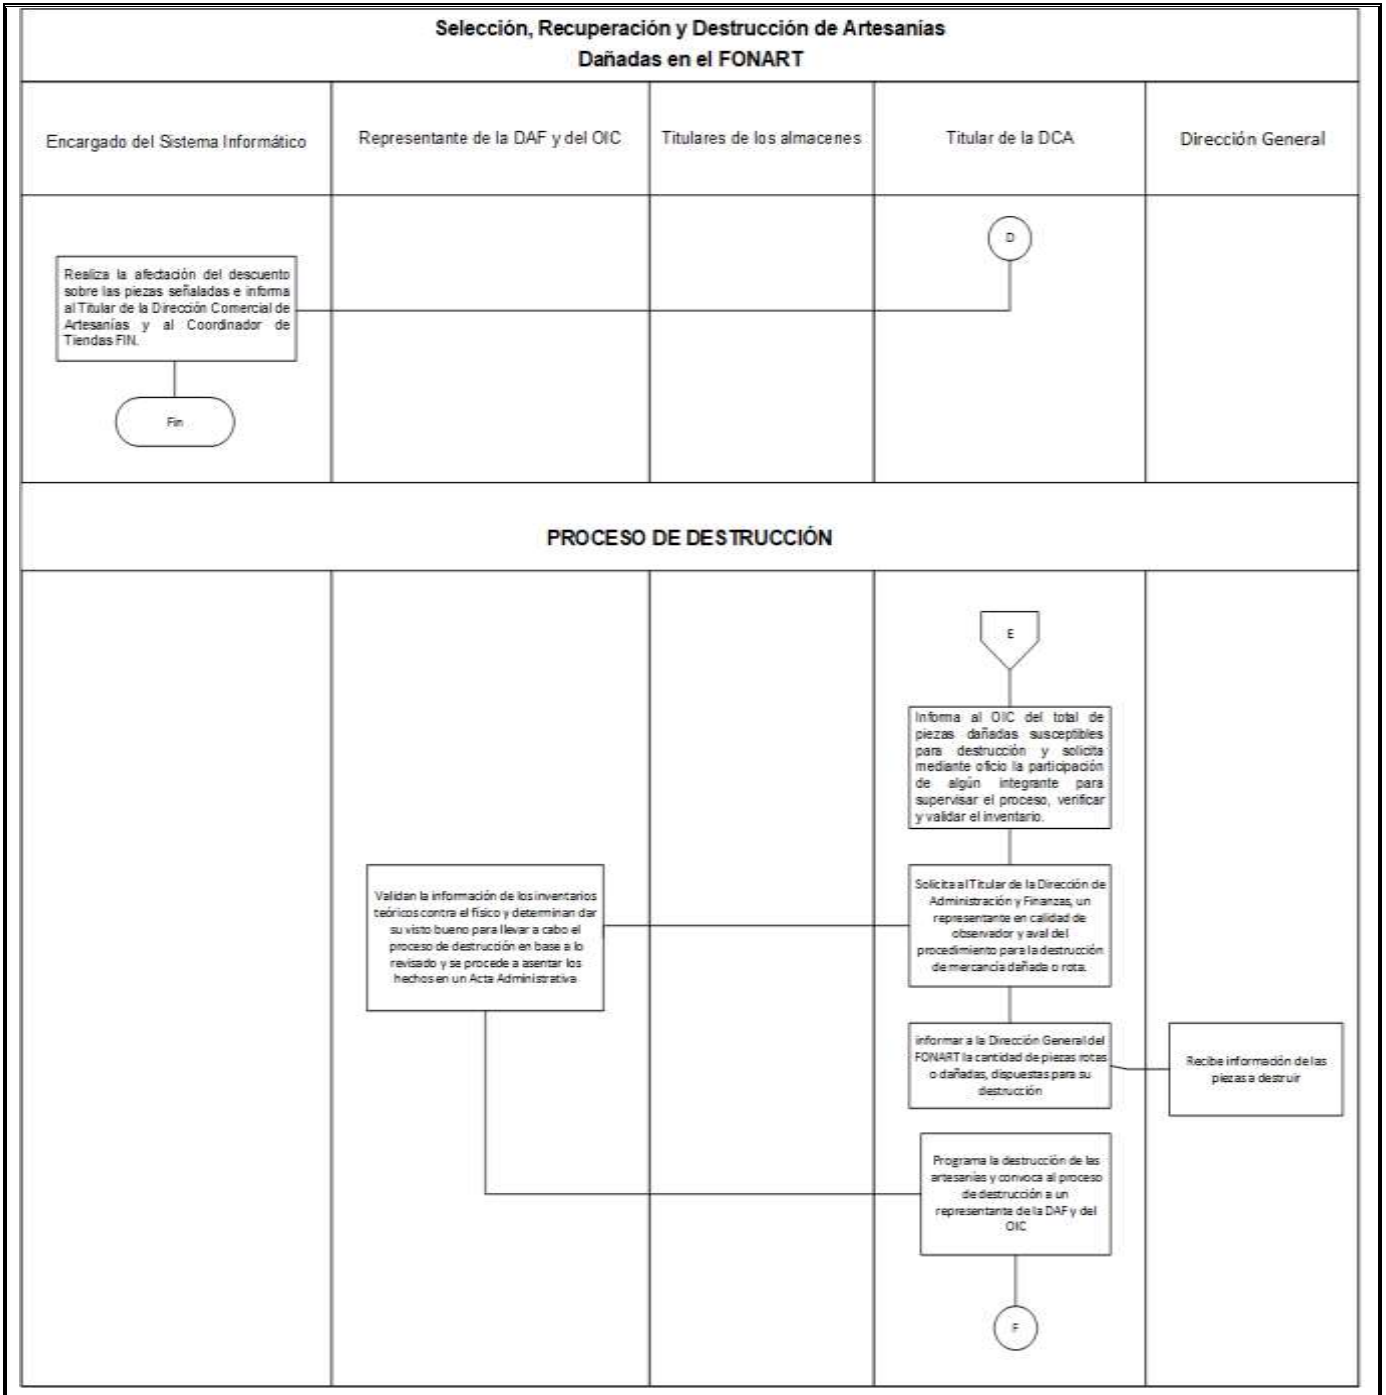 Selección, Recuperación y Destrucción de Artesanías
Dañadas en el FONART
Encargado del Sistema Informático
Representante de la DAF y del OIC
Titulares de los almacenes
Titular de la DCA
Dirección General
D
Realiza la afectación del descuento
sobre las piezas señaladas e informa
al Titular de la Dirección Comercial de
Artesanías y al Coordinador de
Tiendas FIN.
Fin
PROCESO DE DESTRUCCIÓN
E
Informa al OIC del total de
piezas dañadas susceptibles
para destrucción y solicita
mediante oficio la participación
de algún integrante para
supervisar el proceso, verificar
y validar el inventario.
Validan la información de los inventarios
teóricos contra el físico y determinan dar
su visto bueno para llevar a cabo el
proceso de destrucción en base a lo
revisado y se procede a asentar los
hechos en un Acta Administrativa
Solicita al Titular de la Dirección de
Administración y Finanzas, un
representante en calidad de
observador y aval del
procedimiento para la destrucción
de mercancía dañada o rota.
informar a la Dirección General del
FONART la cantidad de piezas rotas
o dañadas, dispuestas para su
destrucción
Recibe información de las
piezas a destruir
Programa la destrucción de las
artesanías y convoca al proceso
de destrucción a un
representante de la DAF y del
OIC
F